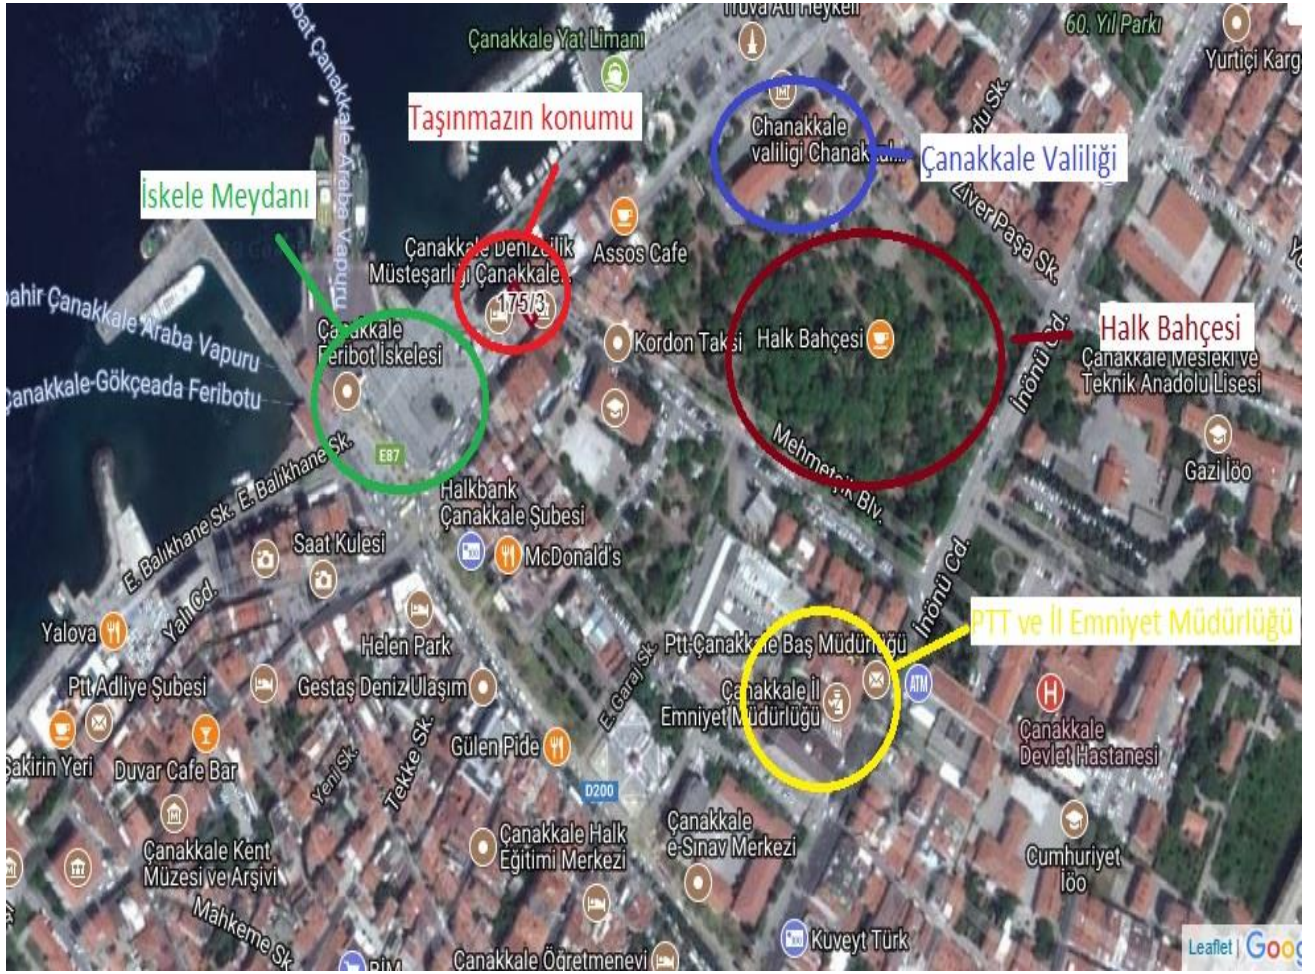 Truva Atı Heykeli
60. Yıl Parkı
Çanakkale Yat Limanı
Yurtiçi Karg
Taşınmazın konumu
Chanakkale
valiligi Chanakkal...
Çanakkale Valiliği
İskele Meydanı
Ziver Paşa Sk.
Çanakkale Denizcilik
Müsteşarlığı Çanakkale...
Assos Cafe
175/3
bahir Çanakkale Araba Vapuru
Çanakkale
Feribot İskelesi
Kordon Taksi
Halk Bahçesi
Halk Bahçesi
Çanakkale Mesleki ve
Teknik Anadolu Lisesi
İnönü Cd.
Çanakkale-Gökçeada Feribotu
E87
Mehmetçik Blv.
Gazi İöo
E. Balıkhane Sk.
E. Balıkhane Sk.
Halkbank
Çanakkale Şubesi
Saat Kulesi
McDonald's
Yalı Cd.
İnönü Cd.
Yalova
Helen Park
PTT ve İl Emniyet Müdürlüğü
Ptt-Çanakkale Baş Müdürlüğü
Ptt Adliye Şubesi
Gestaş Deniz Ulaşım
E. Garaj Sk.
Çanakkale İl
Emniyet Müdürlüğü
ATM
H
Çanakkale
Devlet Hastanesi
Sakirin Yeri
Duvar Cafe Bar
Yeni Sk.
Tekke Sk.
Gülen Pide
D200
Çanakkale Kent
Müzesi ve Arşivi
Çanakkale Halk
Eğitimi Merkezi
Çanakkale
e-Sınav Merkezi
Cumhuriyet
İöo
Mahkeme Sk.
BİM
Çanakkale Öğretmenevi
Kuveyt Türk
Leaflet | Goog